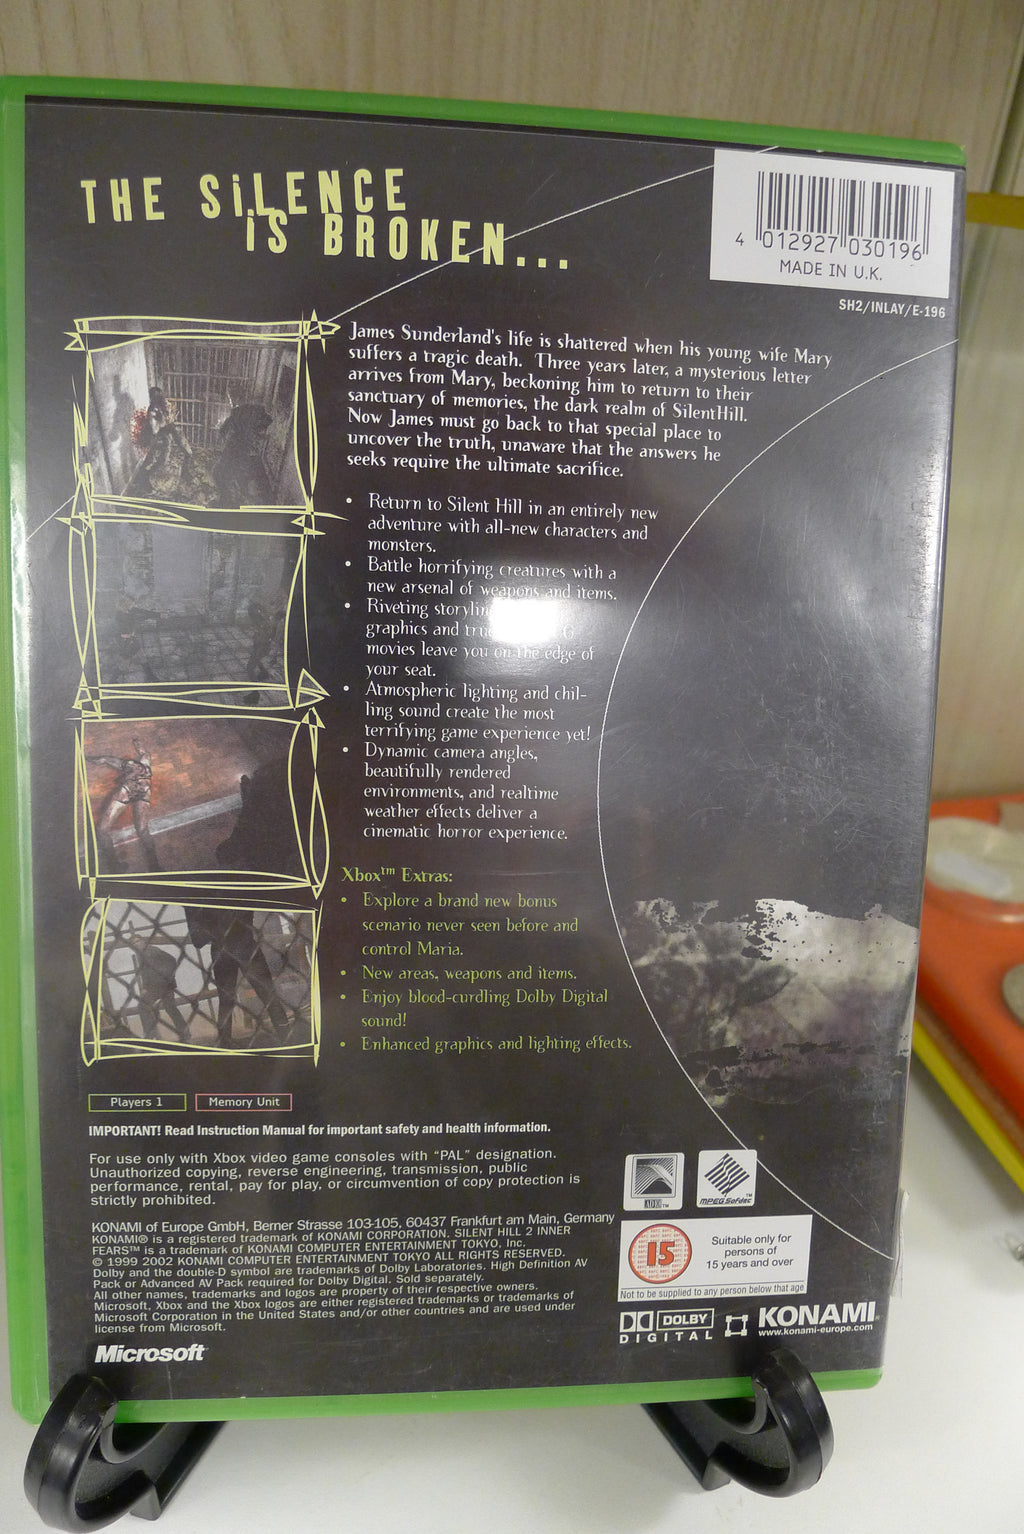 THE SiLENCE
iS BROKEN...
4 012927 030196
MADE IN U.K.
SH2/INLAY/E-196
James Sunderland's life is shattered when his young wife Mary
suffers a tragic death. Three years later, a mysterious letter
arrives from Mary, beckoning him to return to their
sanctuary of memories, the dark realm of SilentHill.
Now James must go back to that special place to
uncover the truth, unaware that the answers he
seeks require the ultimate sacrifice.
• Return to Silent Hill in an entirely new
adventure with all-new characters and
monsters.
• Battle horrifying creatures with a
new arsenal of weapons and items.
• Riveting
graphics and
movies leave you on the edge of
your seat.
• Atmospheric lighting and chil-
ling sound create the most
terrifying game experience yet!
• Dynamic camera angles,
beautifully rendered
environments, and realtime
weather effects deliver a
cinematic horror experience.
Xbox™ Extras:
• Explore a brand new bonus
scenario never seen before and
control Maria.
• New areas, weapons and items.
• Enjoy blood-curdling Dolby Digital
sound!
• Enhanced graphics and lighting effects.
Players 1
Memory Unit
IMPORTANT! Read Instruction Manual for important safety and health information.
For use only with Xbox video game consoles with "PAL" designation.
Unauthorized copying, reverse engineering, transmission, public
performance, rental, pay for play, or circumvention of copy protection is
strictly prohibited.
KONAMI of Europe GmbH, Berner Strasse 103-105, 60437 Frankfurt am Main, Germany
KONAMI® is a registered trademark of KONAMI CORPORATION. SILENT HILL 2 INNER
FEARS™ is a trademark of KONAMI COMPUTER ENTERTAINMENT TOKYO, Inc.
© 1999 2002 KONAMI COMPUTER ENTERTAINMENT TOKYO ALL RIGHTS RESERVED.
Dolby and the double-D symbol are trademarks of Dolby Laboratories. High Definition AV
Pack or Advanced AV Pack required for Dolby Digital. Sold separately.
All other names, trademarks and logos are property of their respective owners.
Microsoft, Xbox and the Xbox logos are either registered trademarks or trademarks of
Microsoft Corporation in the United States and/or other countries and are used under
license from Microsoft.
Microsoft
MPEG Sofdec™
15
Suitable only for
persons of
15 years and over
Not to be supplied to any person below that age
DOLBY
DIGITAL
KONAMI
www.konami-europe.com